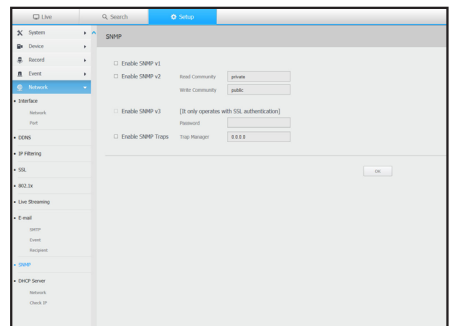 Live
Search
Setup
System
Device
Record
Event
Network
Interface
Network
Port
DDNS
IP Filtering
SSL
802.1x
Live Streaming
E-mail
SMTP
Event
Recipient
SNMP
DHCP Server
Network
Check IP
SNMP
Enable SNMP v1
Enable SNMP v2
Read Community private
Write Community public
Enable SNMP v3 [It only operates with SSL authentication]
Password
Enable SNMP Traps Trap Manager 0.0.0.0
OK